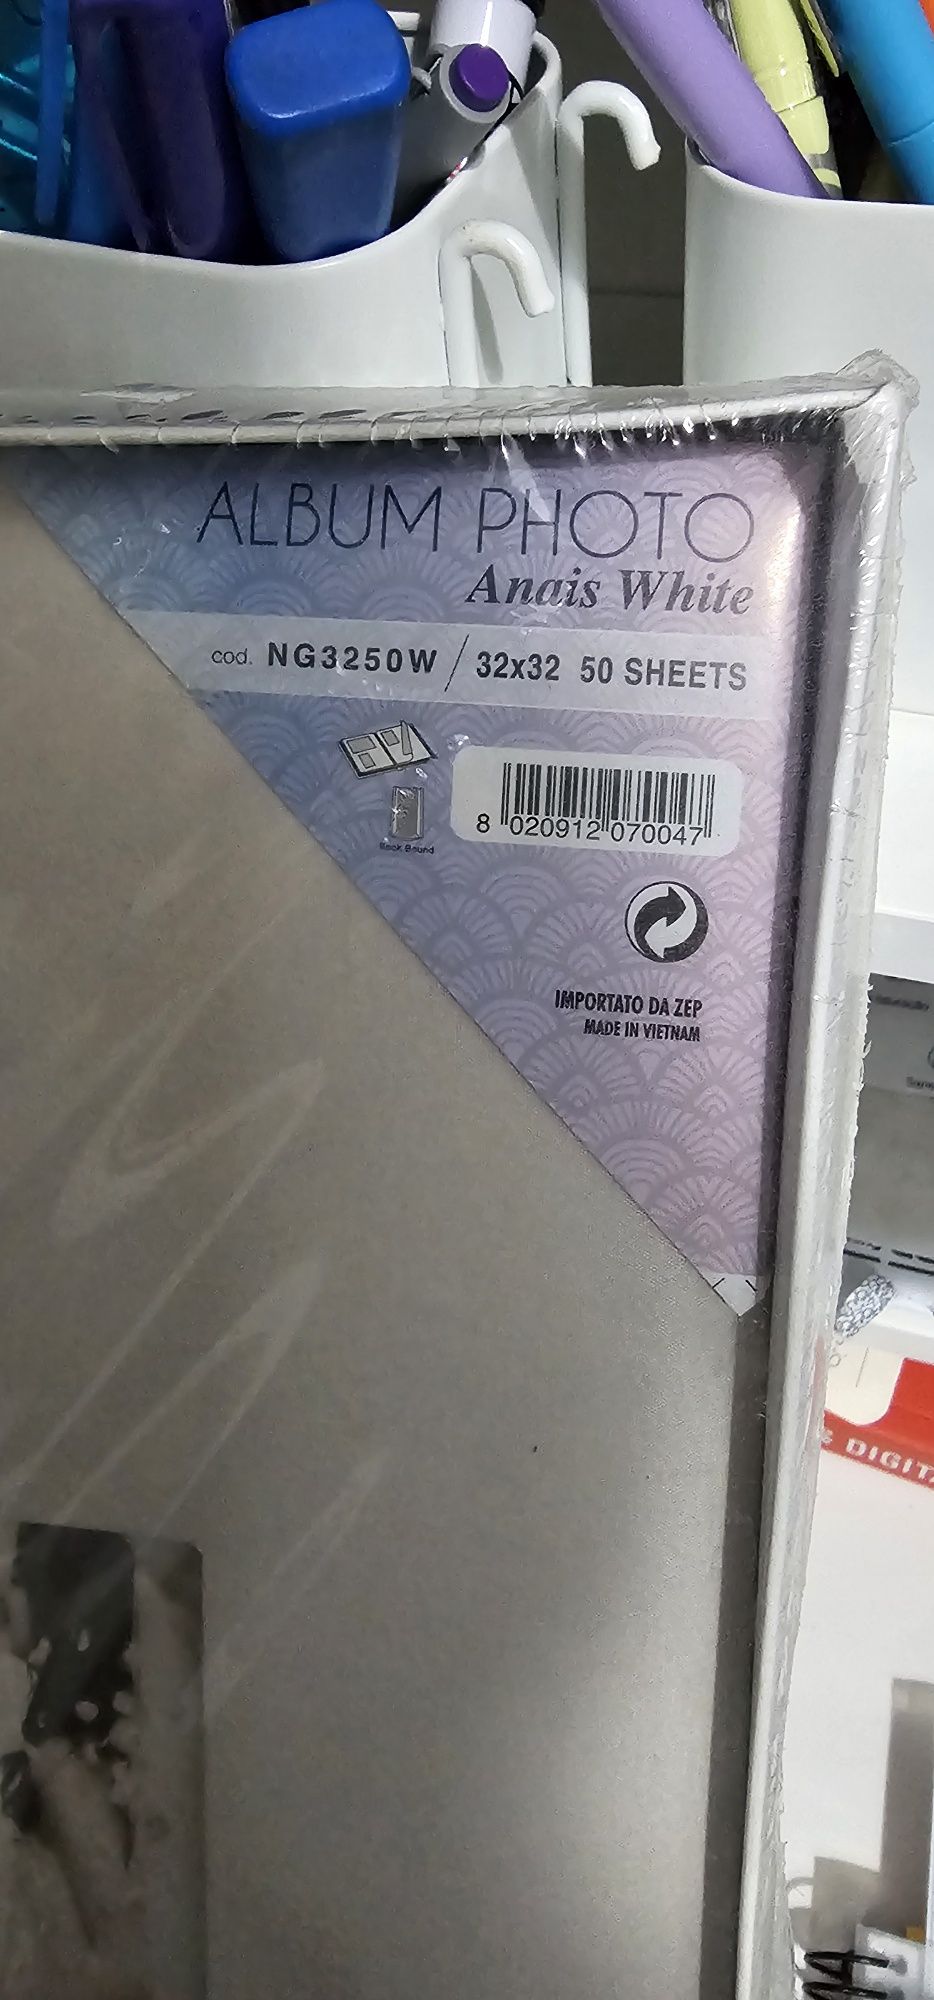 ALBUM PHOTO
Anais White
cod. NG3250W / 32x32 50 SHEETS
Book Bound
8 020912 070047
IMPORTATO DA ZEP
MADE IN VIETNAM
& DIGITA